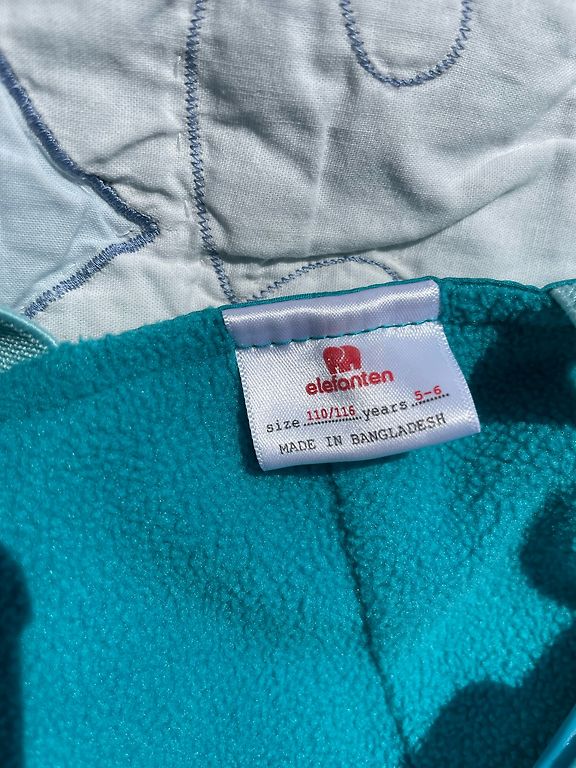 elefanten
size 110/116 years 5-6
MADE IN BANGLADESH